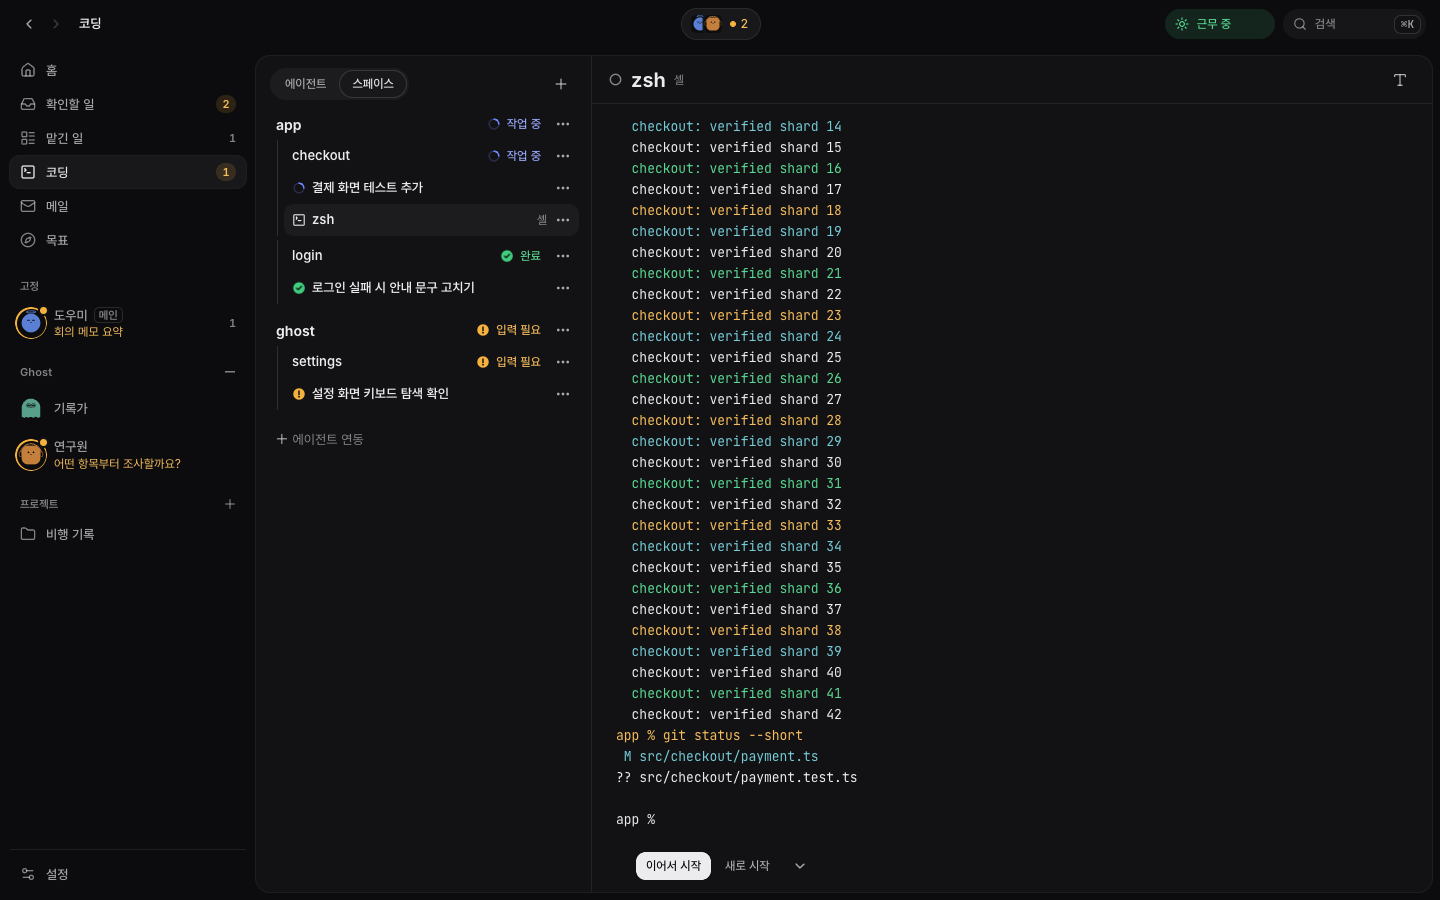 코딩
2
근무 중
검색
⌘K
홈
확인할 일
2
맡긴 일
1
코딩
1
메일
목표
고정
도우미
메인
회의 메모 요약
1
Ghost
기록가
연구원
어떤 항목부터 조사할까요?
프로젝트
비행 기록
설정
에이전트
스페이스
app
작업 중
checkout
작업 중
결제 화면 테스트 추가
zsh
셸
login
완료
로그인 실패 시 안내 문구 고치기
ghost
입력 필요
settings
입력 필요
설정 화면 키보드 탐색 확인
에이전트 연동
zsh 셸
checkout: verified shard 14
checkout: verified shard 15
checkout: verified shard 16
checkout: verified shard 17
checkout: verified shard 18
checkout: verified shard 19
checkout: verified shard 20
checkout: verified shard 21
checkout: verified shard 22
checkout: verified shard 23
checkout: verified shard 24
checkout: verified shard 25
checkout: verified shard 26
checkout: verified shard 27
checkout: verified shard 28
checkout: verified shard 29
checkout: verified shard 30
checkout: verified shard 31
checkout: verified shard 32
checkout: verified shard 33
checkout: verified shard 34
checkout: verified shard 35
checkout: verified shard 36
checkout: verified shard 37
checkout: verified shard 38
checkout: verified shard 39
checkout: verified shard 40
checkout: verified shard 41
checkout: verified shard 42
app % git status --short
M src/checkout/payment.ts
?? src/checkout/payment.test.ts
app %
이어서 시작
새로 시작